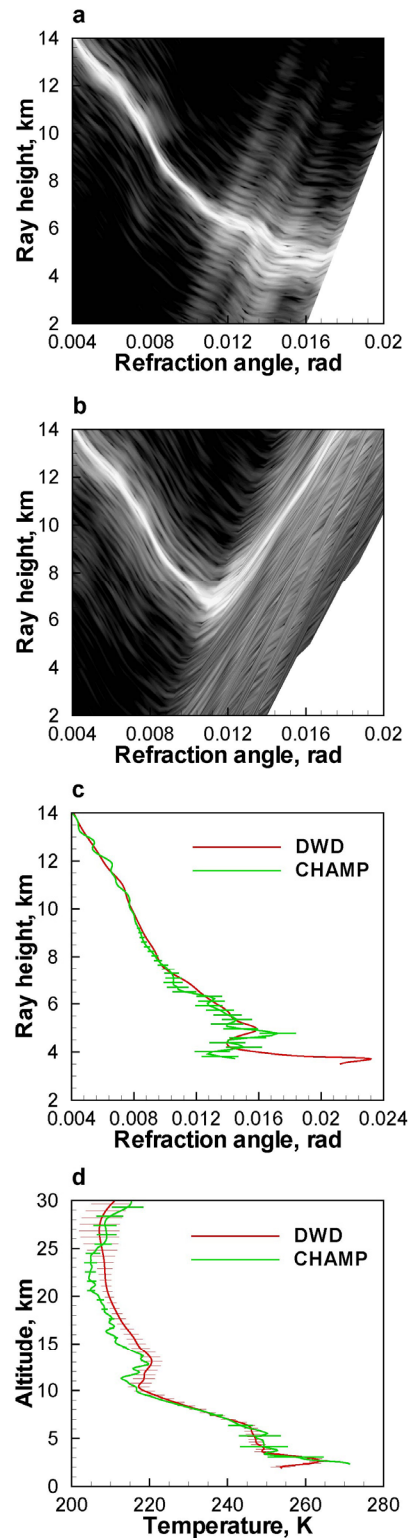 a
14
12
10
8
6
4
2
Ray height, km
0.004 0.008 0.012 0.016 0.02
Refraction angle, rad
b
14
12
10
8
6
4
2
Ray height, km
0.004 0.008 0.012 0.016 0.02
Refraction angle, rad
c
14
12
10
8
6
4
2
Ray height, km
DWD
CHAMP
0.004 0.008 0.012 0.016 0.02 0.024
Refraction angle, rad
d
30
25
20
15
10
5
0
Altitude, km
DWD
CHAMP
200 220 240 260 280
Temperature, K